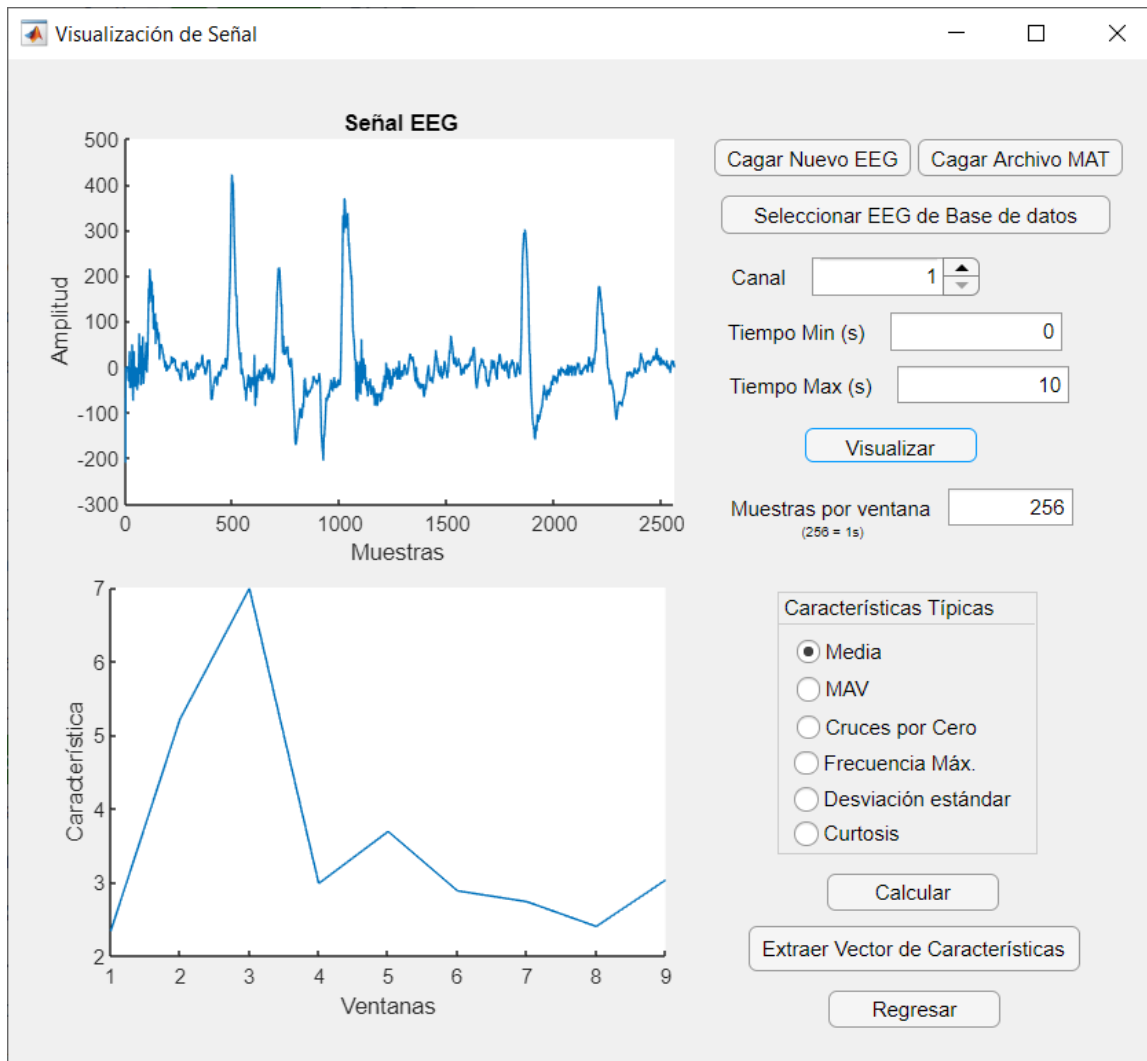 Visualización de Señal
Señal EEG
500
400
300
200
100
0
-100
-200
-300
Amplitud
0 500 1000 1500 2000 2500
Muestras
7
6
5
4
3
2
Característica
1 2 3 4 5 6 7 8 9
Ventanas
Cagar Nuevo EEG Cagar Archivo MAT
Seleccionar EEG de Base de datos
Canal 1
Tiempo Min (s) 0
Tiempo Max (s) 10
Visualizar
Muestras por ventana 256
(256 = 1s)
Características Típicas
Media
MAV
Cruces por Cero
Frecuencia Máx.
Desviación estándar
Curtosis
Calcular
Extraer Vector de Características
Regresar